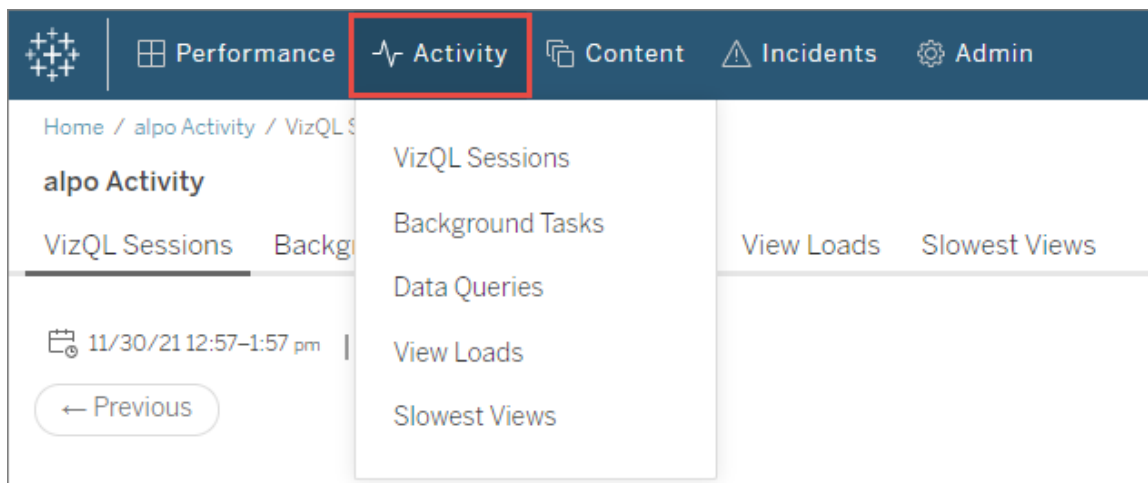 Performance Activity Content Incidents Admin
Home / alpo Activity / VizQL S
alpo Activity
VizQL Sessions Backgr View Loads Slowest Views
11/30/21 12:57–1:57 pm |
← Previous
VizQL Sessions
Background Tasks
Data Queries
View Loads
Slowest Views